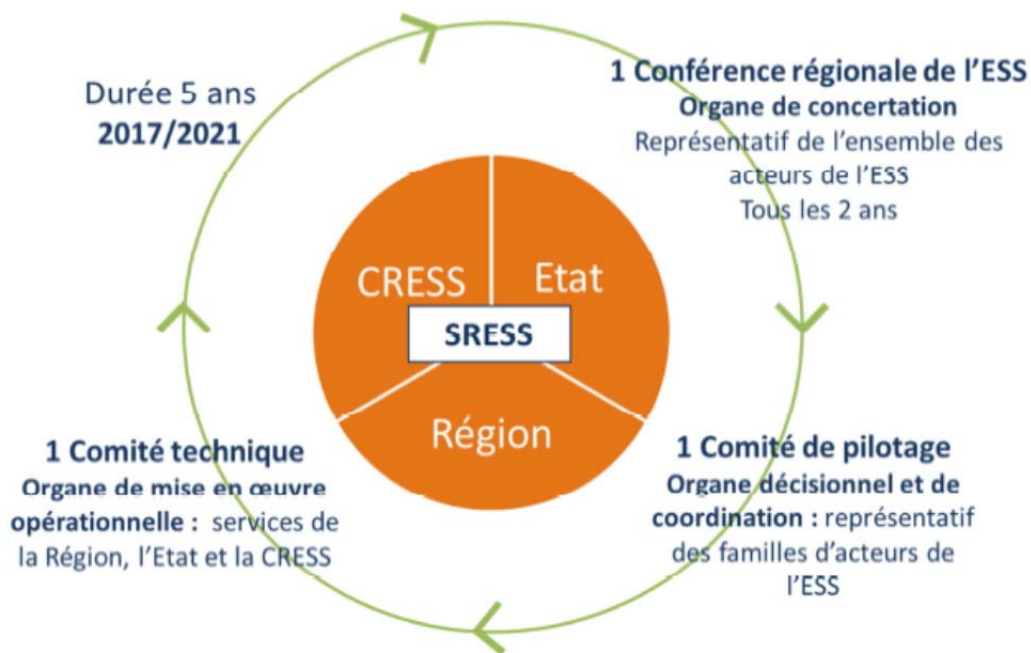 Durée 5 ans
2017/2021
1 Conférence régionale de l'ESS
Organe de concertation
Représentatif de l'ensemble des
acteurs de l'ESS
Tous les 2 ans
CRESS
Etat
SRESS
Région
1 Comité technique
Organe de mise en œuvre
opérationnelle : services de
la Région, l'Etat et la CRESS
1 Comité de pilotage
Organe décisionnel et de
coordination : représentatif
des familles d'acteurs de
l'ESS